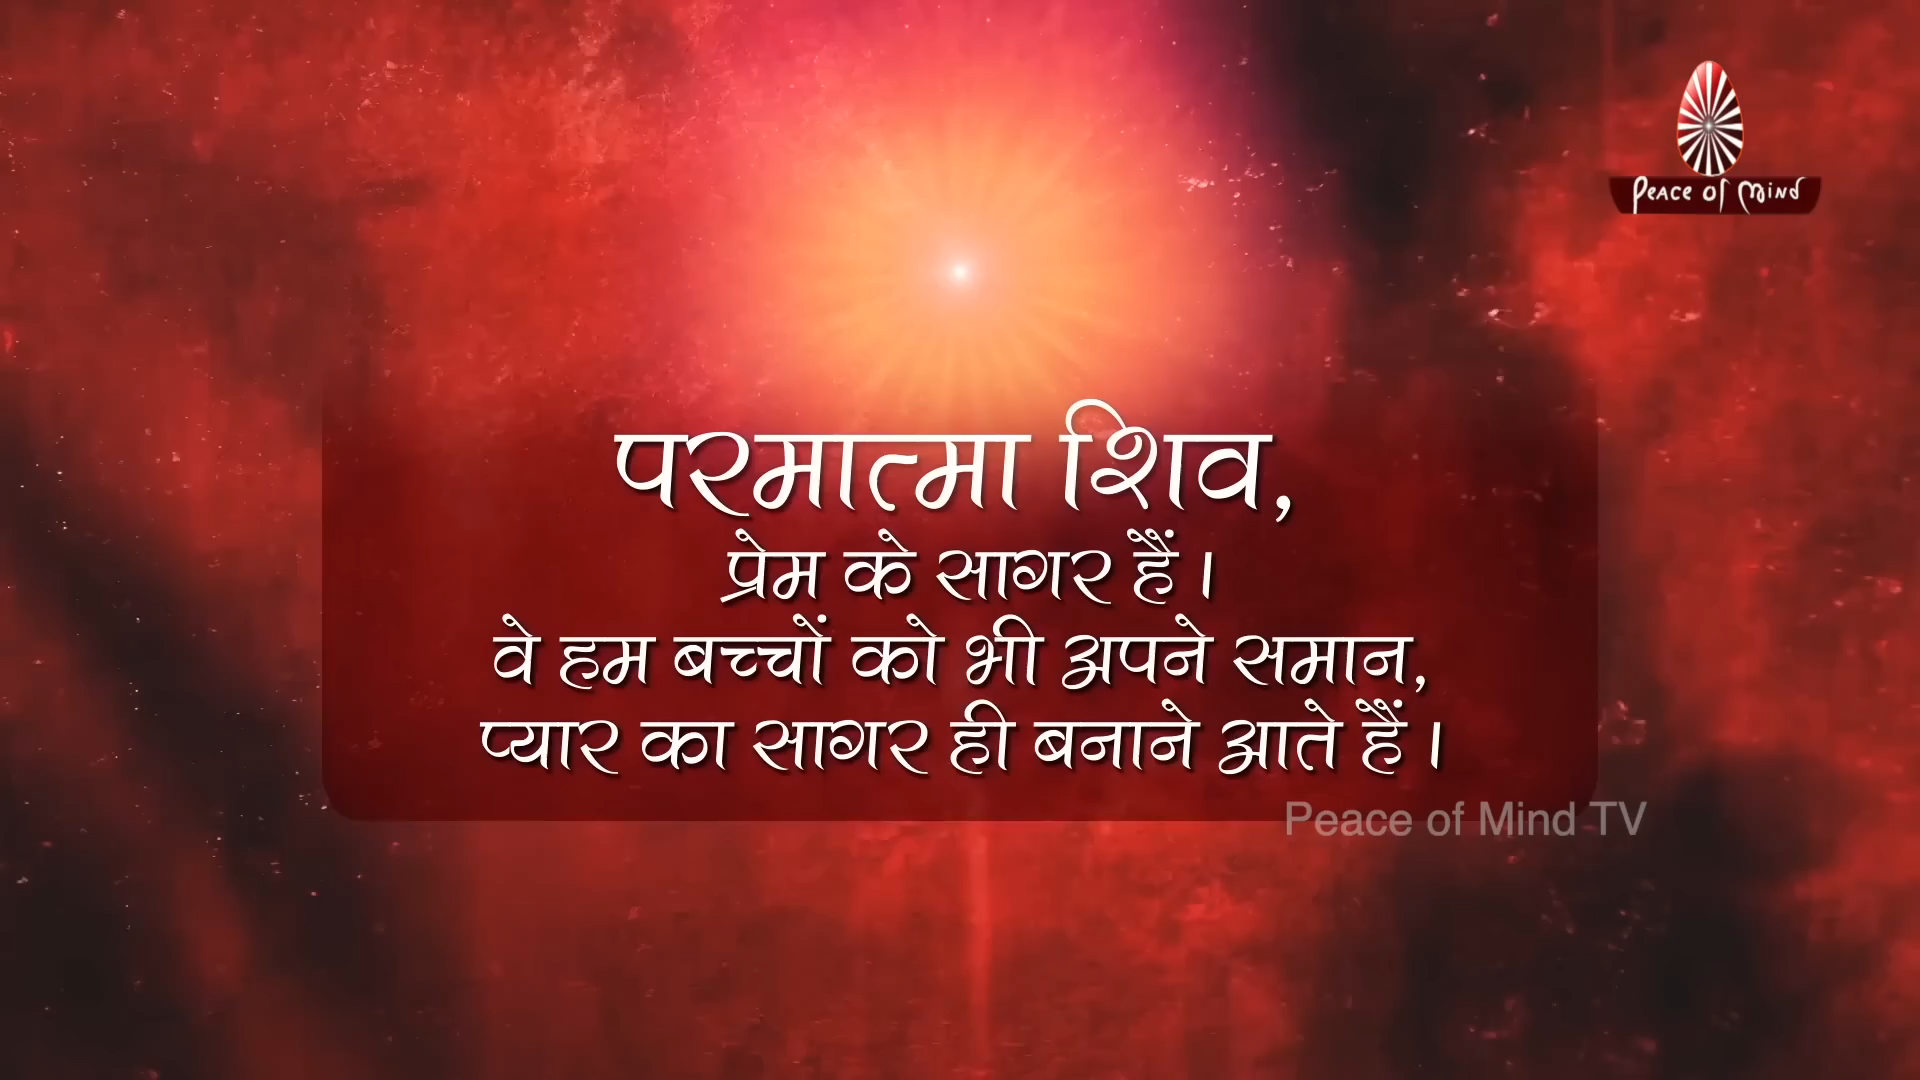 Peace of Mind
परमात्मा शिव,
प्रेम के सागर हैं ।
वे हम बच्चों को भी अपने समान,
प्यार का सागर ही बनाने आते हैं ।
Peace of Mind TV